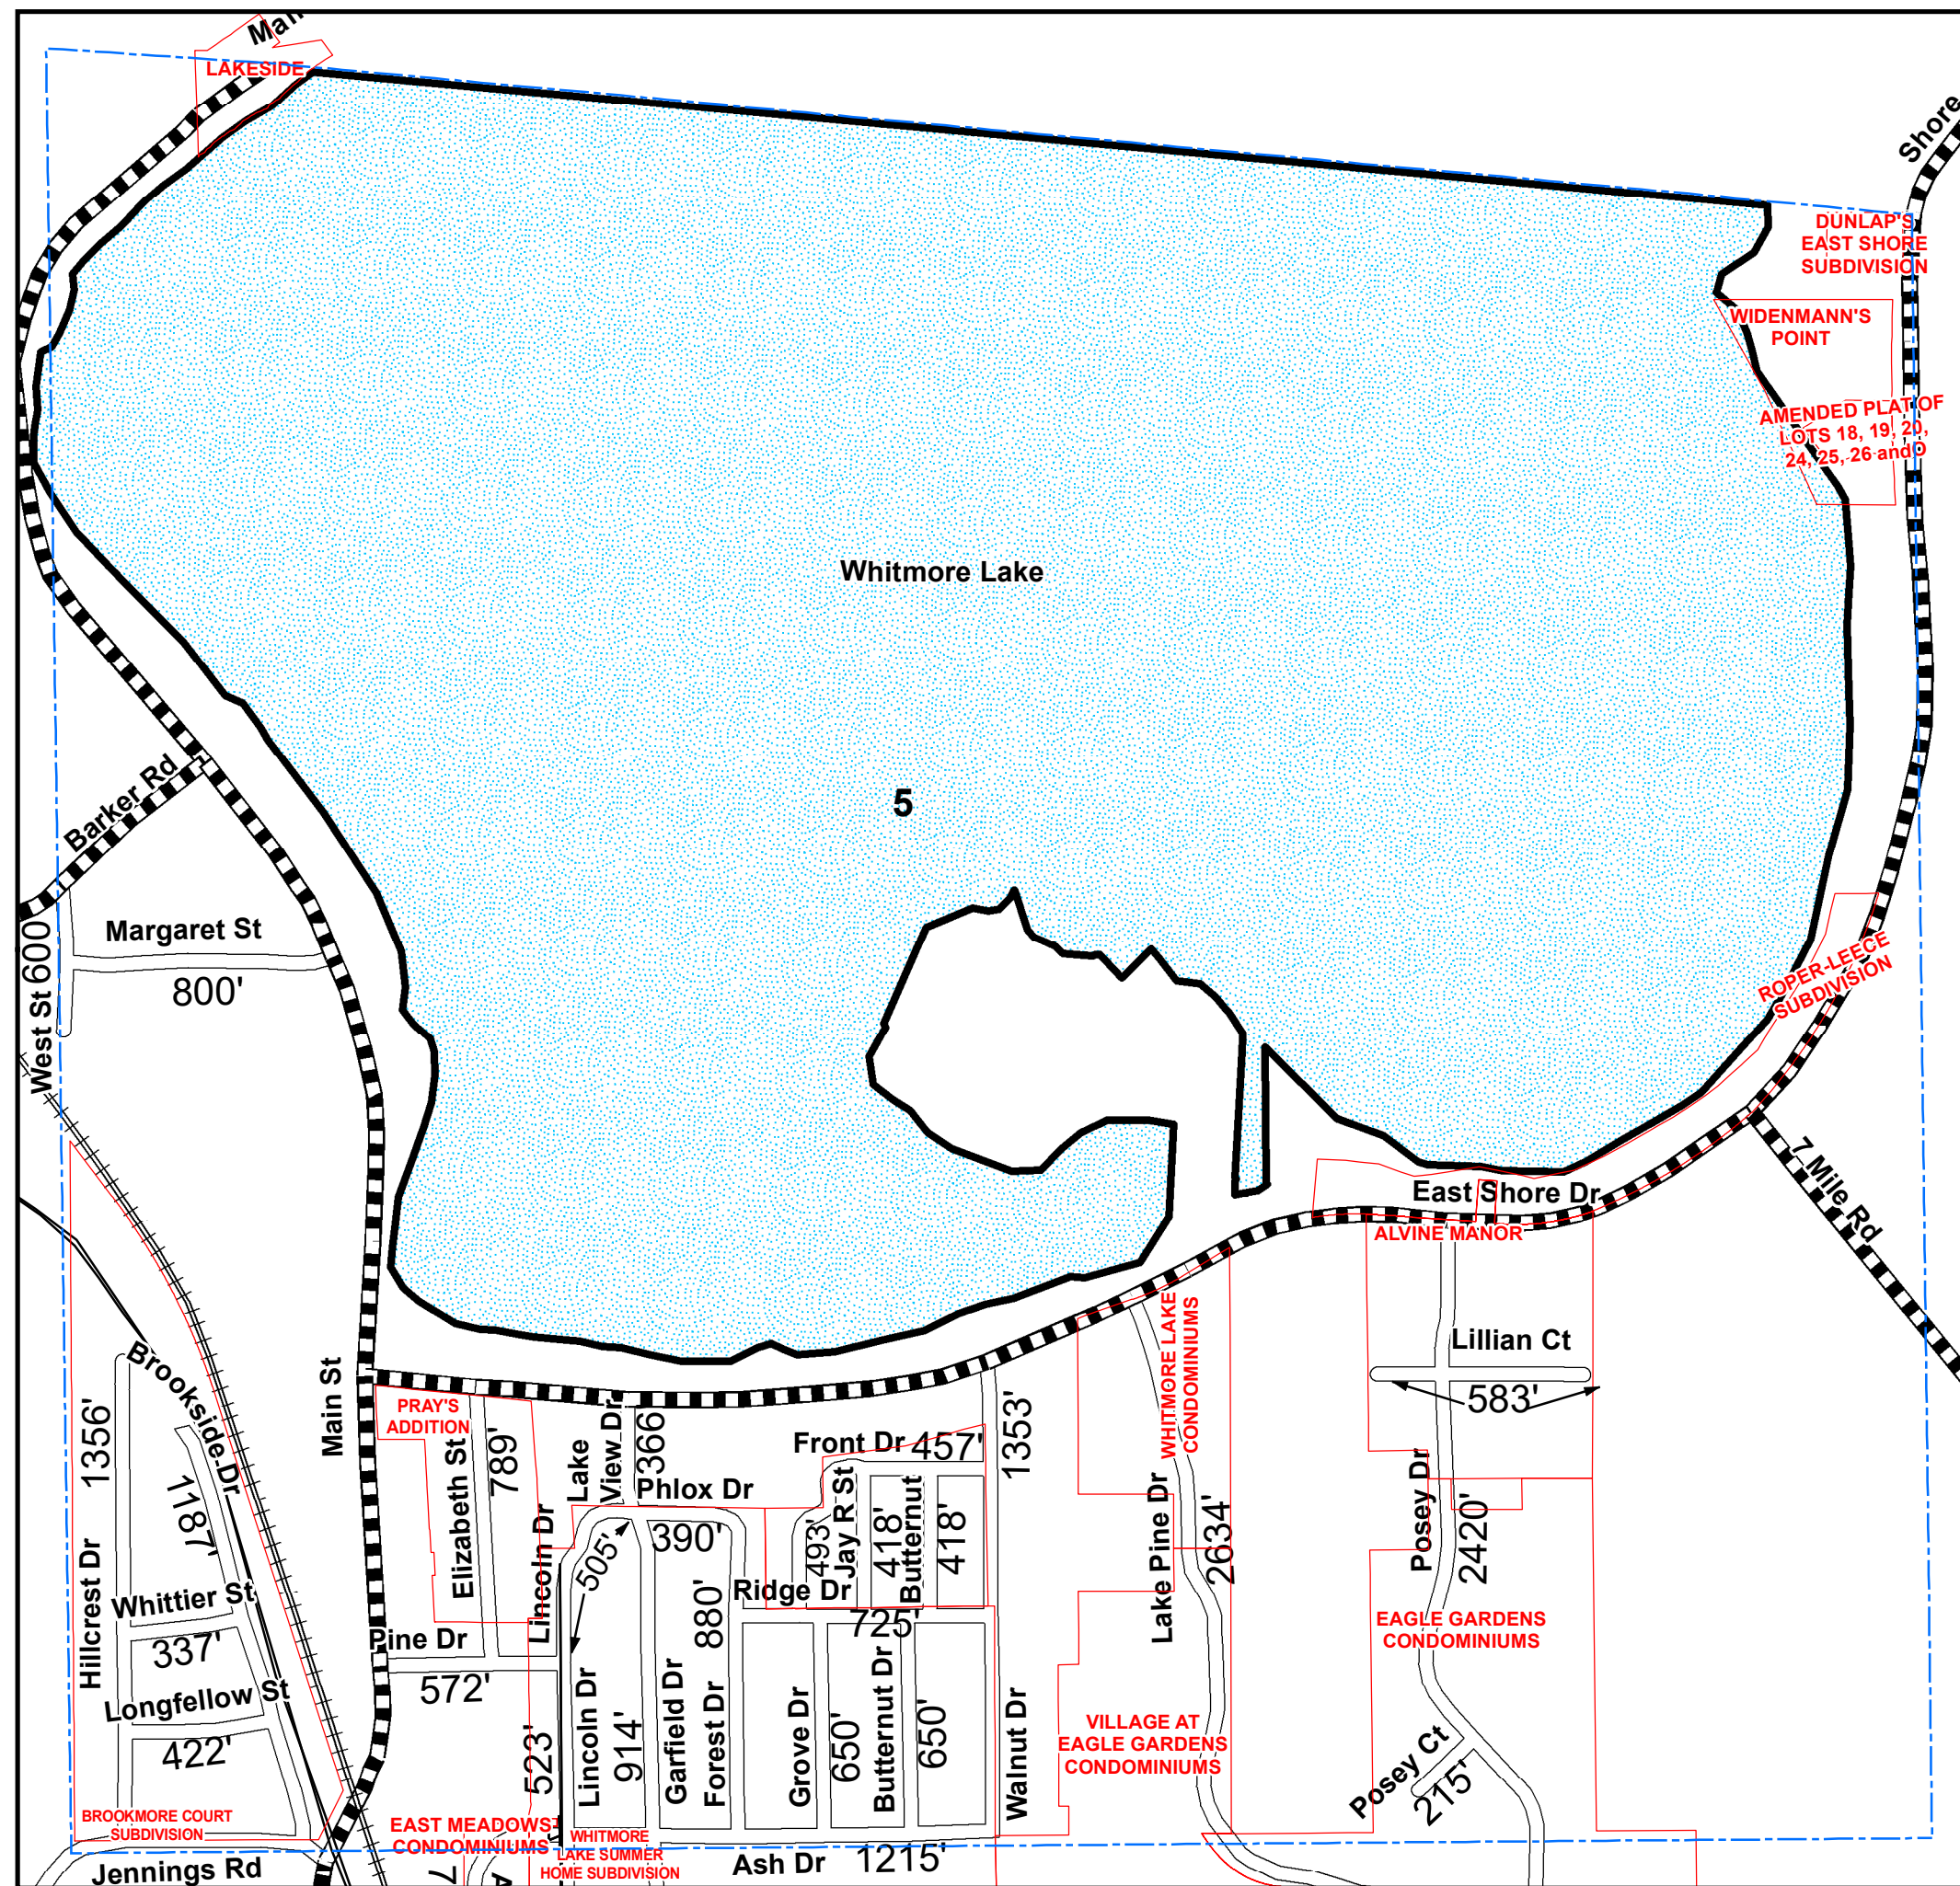 Main
LAKESIDE
Shore
DUNLAP'S
EAST SHORE
SUBDIVISION
WIDENMANN'S
POINT
AMENDED PLAT OF
LOTS 18, 19, 20,
24, 25, 26 and O
Whitmore Lake
5
Barker Rd
Margaret St
800'
West St 600'
ROPER-LEECE
SUBDIVISION
7 Mile Rd
East Shore Dr
ALVINE MANOR
WHITMORE LAKE
CONDOMINIUMS
Lillian Ct
583'
Brookside Dr
1187'
Main St
PRAY'S
ADDITION
Elizabeth St
789'
Lake
View Dr
366'
Front Dr 457'
1353'
Phlox Dr
390'
505'
Lincoln Dr
493'
Jay R St
418'
Butternut
418'
Ridge Dr
725'
880'
Lake Pine Dr
2634'
Posey Dr
2420'
1356'
Hillcrest Dr
Whittier St
337'
Longfellow St
422'
Pine Dr
572'
523'
Lincoln Dr
914'
Garfield Dr
Forest Dr
Grove Dr
650'
Butternut Dr
650'
Walnut Dr
EAGLE GARDENS
CONDOMINIUMS
VILLAGE AT
EAGLE GARDENS
CONDOMINIUMS
Posey Ct
215'
BROOKMORE COURT
SUBDIVISION
EAST MEADOWS
CONDOMINIUMS
WHITMORE
LAKE SUMMER
HOME SUBDIVISION
Jennings Rd
7
A
Ash Dr 1215'